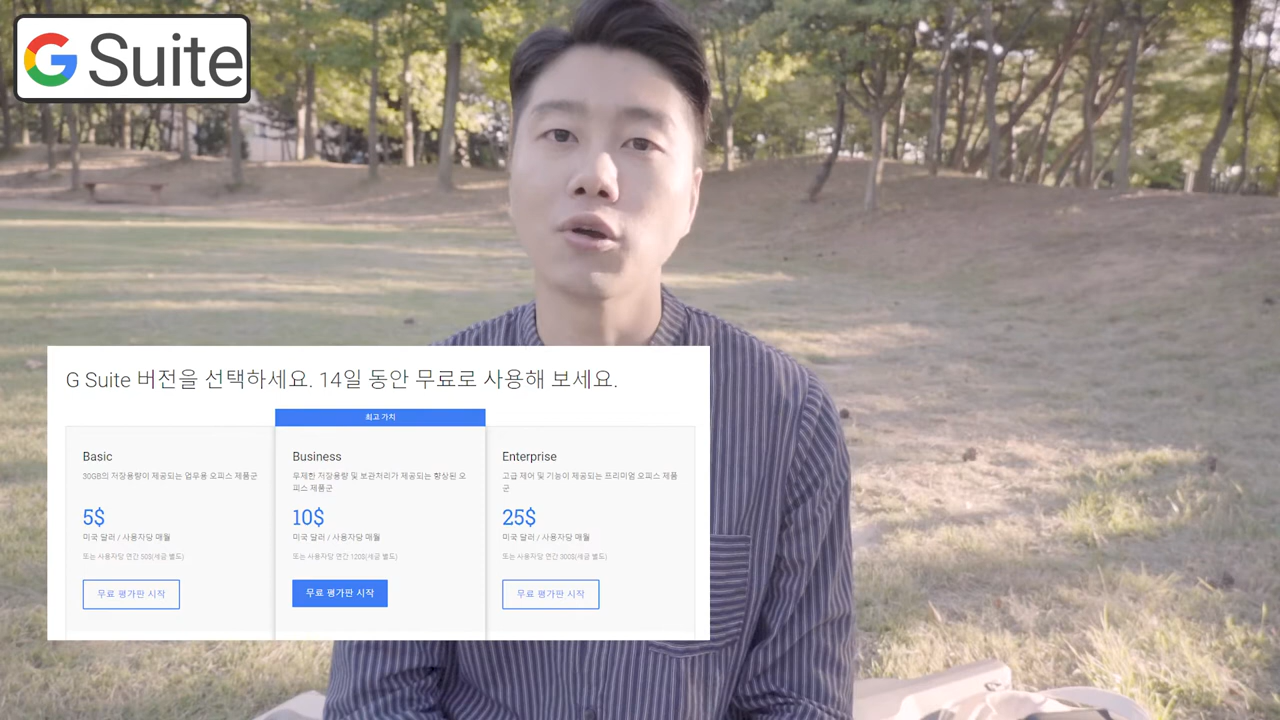 G Suite
G Suite 버전을 선택하세요. 14일 동안 무료로 사용해 보세요.
최고 가치
Basic
30GB의 저장용량이 제공되는 업무용 오피스 제품군
5$
미국 달러 / 사용자당 매월
또는 사용자당 연간 50$(세금 별도)
무료 평가판 시작
Business
무제한 저장용량 및 보관처리가 제공되는 향상된 오
피스 제품군
10$
미국 달러 / 사용자당 매월
또는 사용자당 연간 120$(세금 별도)
무료 평가판 시작
Enterprise
고급 제어 및 기능이 제공되는 프리미엄 오피스 제품
군
25$
미국 달러 / 사용자당 매월
또는 사용자당 연간 300$(세금 별도)
무료 평가판 시작